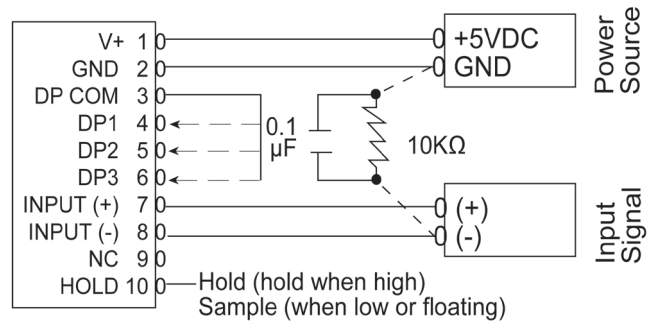 V+ 1
GND 2
DP COM 3
DP1 4
DP2 5
DP3 6
INPUT (+) 7
INPUT (-) 8
NC 9
HOLD 10
0.1
µF
10KΩ
+5VDC
GND
Power
Source
(+)
(-)
Input
Signal
Hold (hold when high)
Sample (when low or floating)